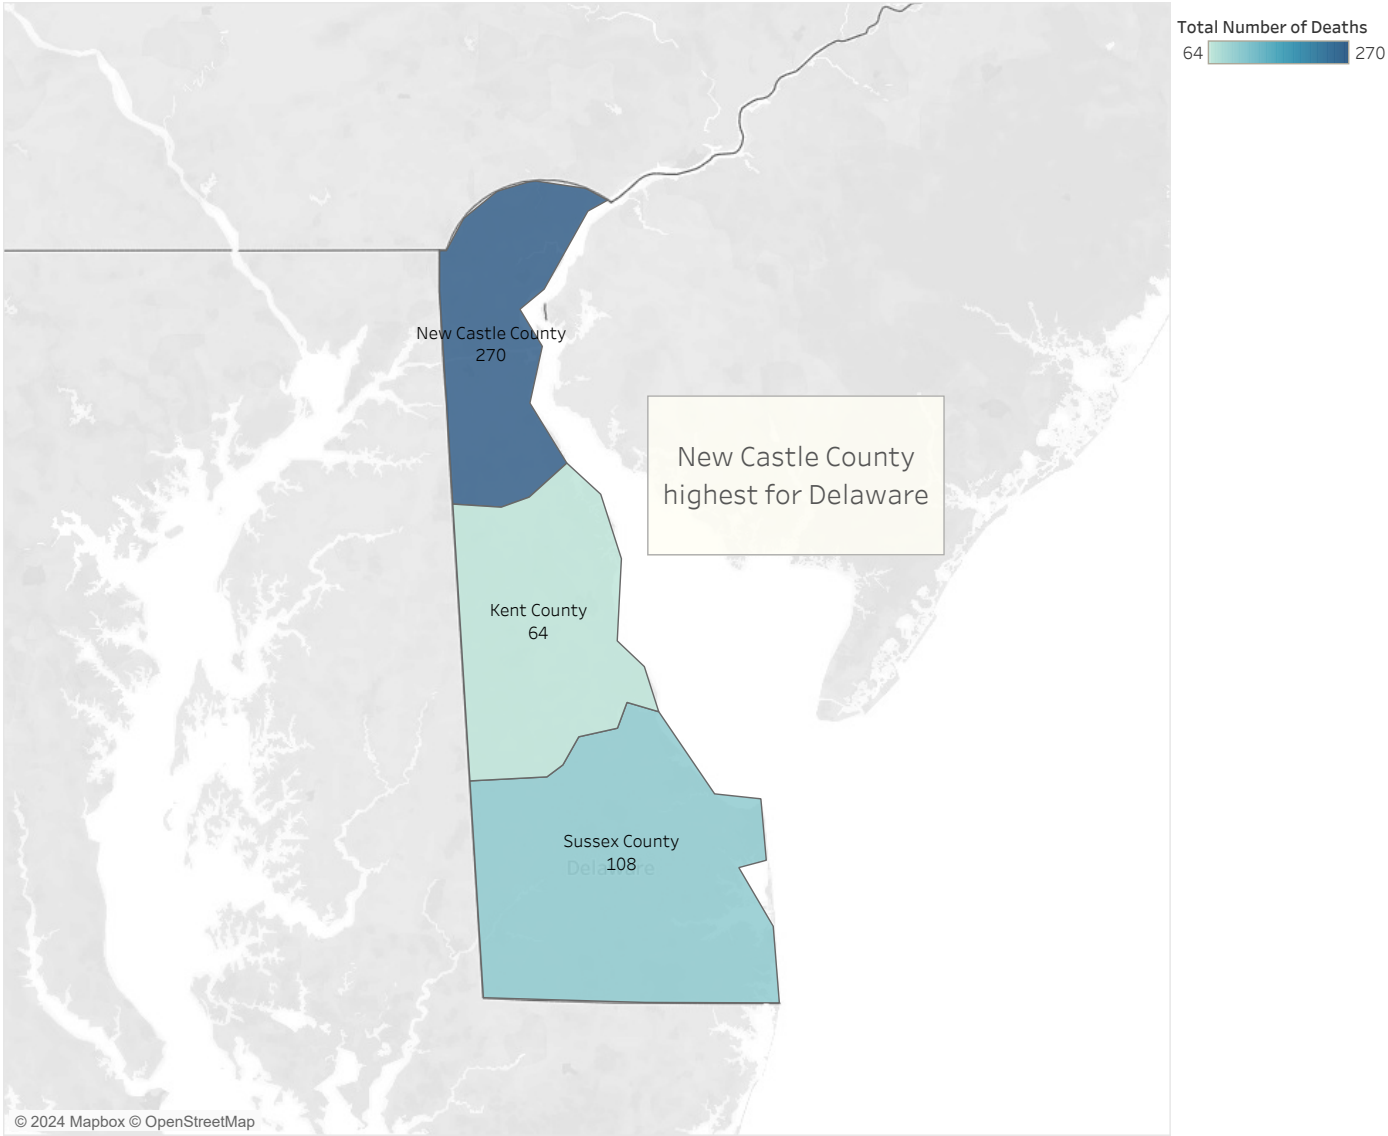 Total Number of Deaths
64 270
New Castle County
270
New Castle County
highest for Delaware
Kent County
64
Sussex County
108
Delaware
© 2024 Mapbox © OpenStreetMap